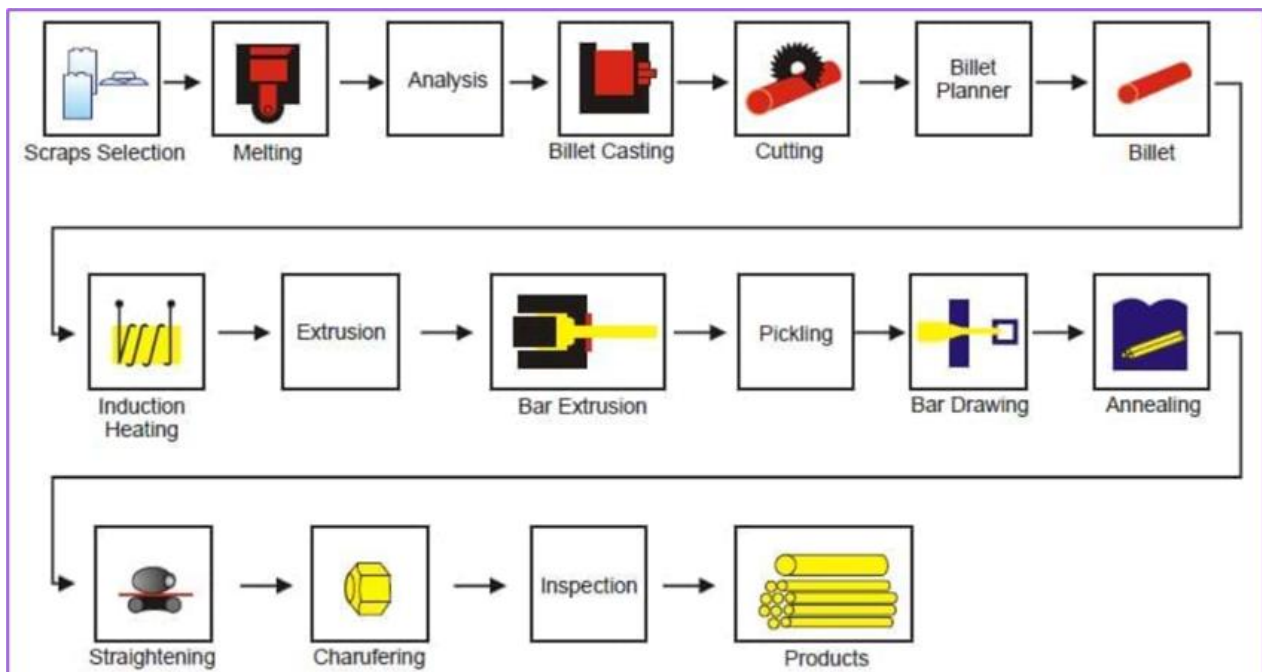 Analysis
Billet
Planner
Scraps Selection
Melting
Billet Casting
Cutting
Billet
Extrusion
Pickling
Induction
Heating
Bar Extrusion
Bar Drawing
Annealing
Inspection
Straightening
Charufering
Products